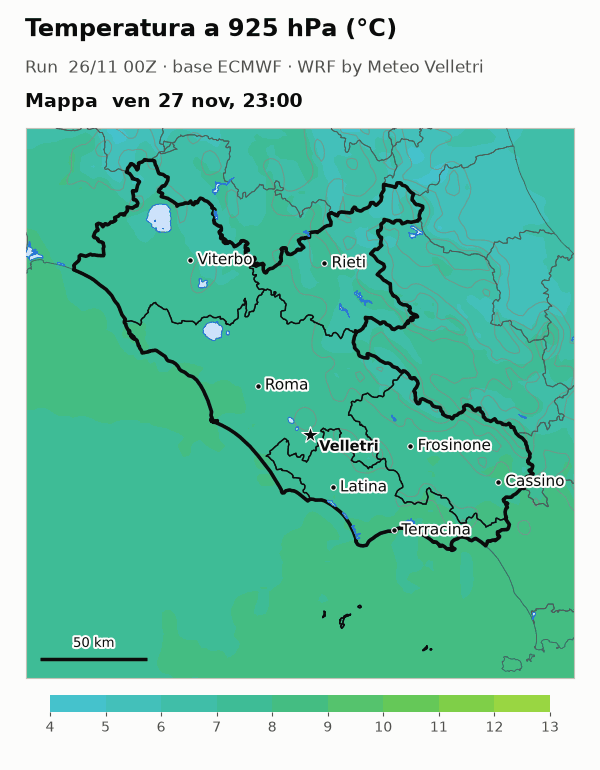 Temperatura a 925 hPa (°C)
Run  26/11 00Z · base ECMWF · WRF by Meteo Velletri
Mappa  ven 27 nov, 23:00
Viterbo
Rieti
Roma
Velletri
Frosinone
Latina
Cassino
Terracina
50 km
4 5 6 7 8 9 10 11 12 13